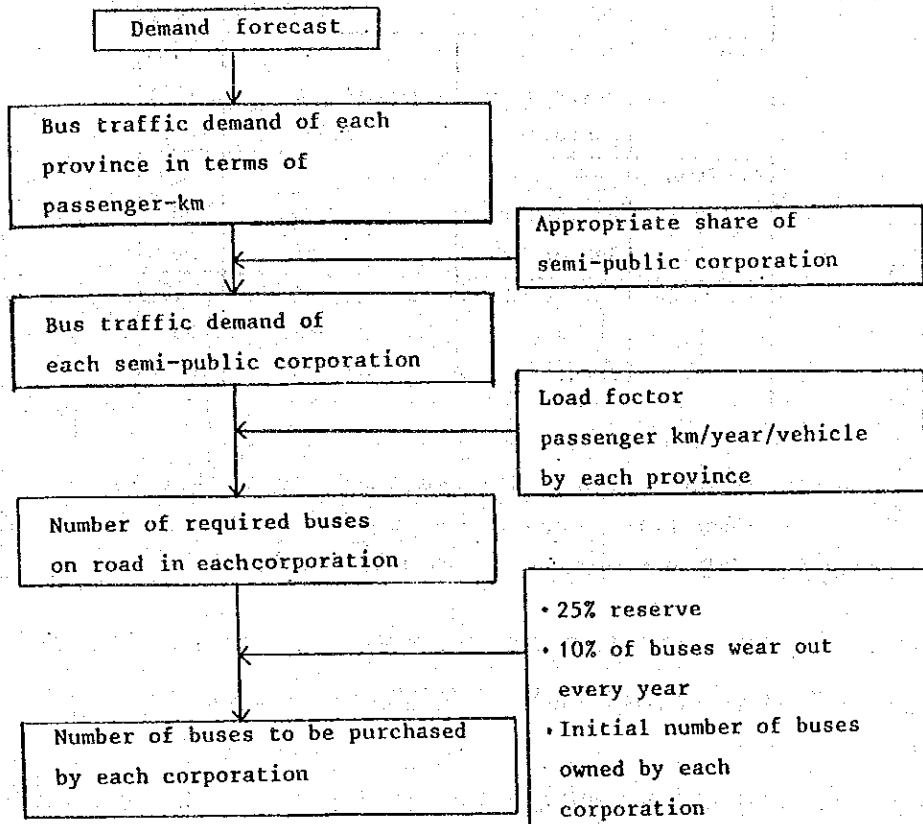 Demand forecast
Bus traffic demand of each
province in terms of
passenger-km
Appropriate share of
semi-public corporation
Bus traffic demand of
each semi-public corporation
Load foctor
passenger km/year/vehicle
by each province
Number of required buses
on road in eachcorporation
• 25% reserve
• 10% of buses wear out
every year
• Initial number of buses
owned by each
corporation
Number of buses to be purchased
by each corporation